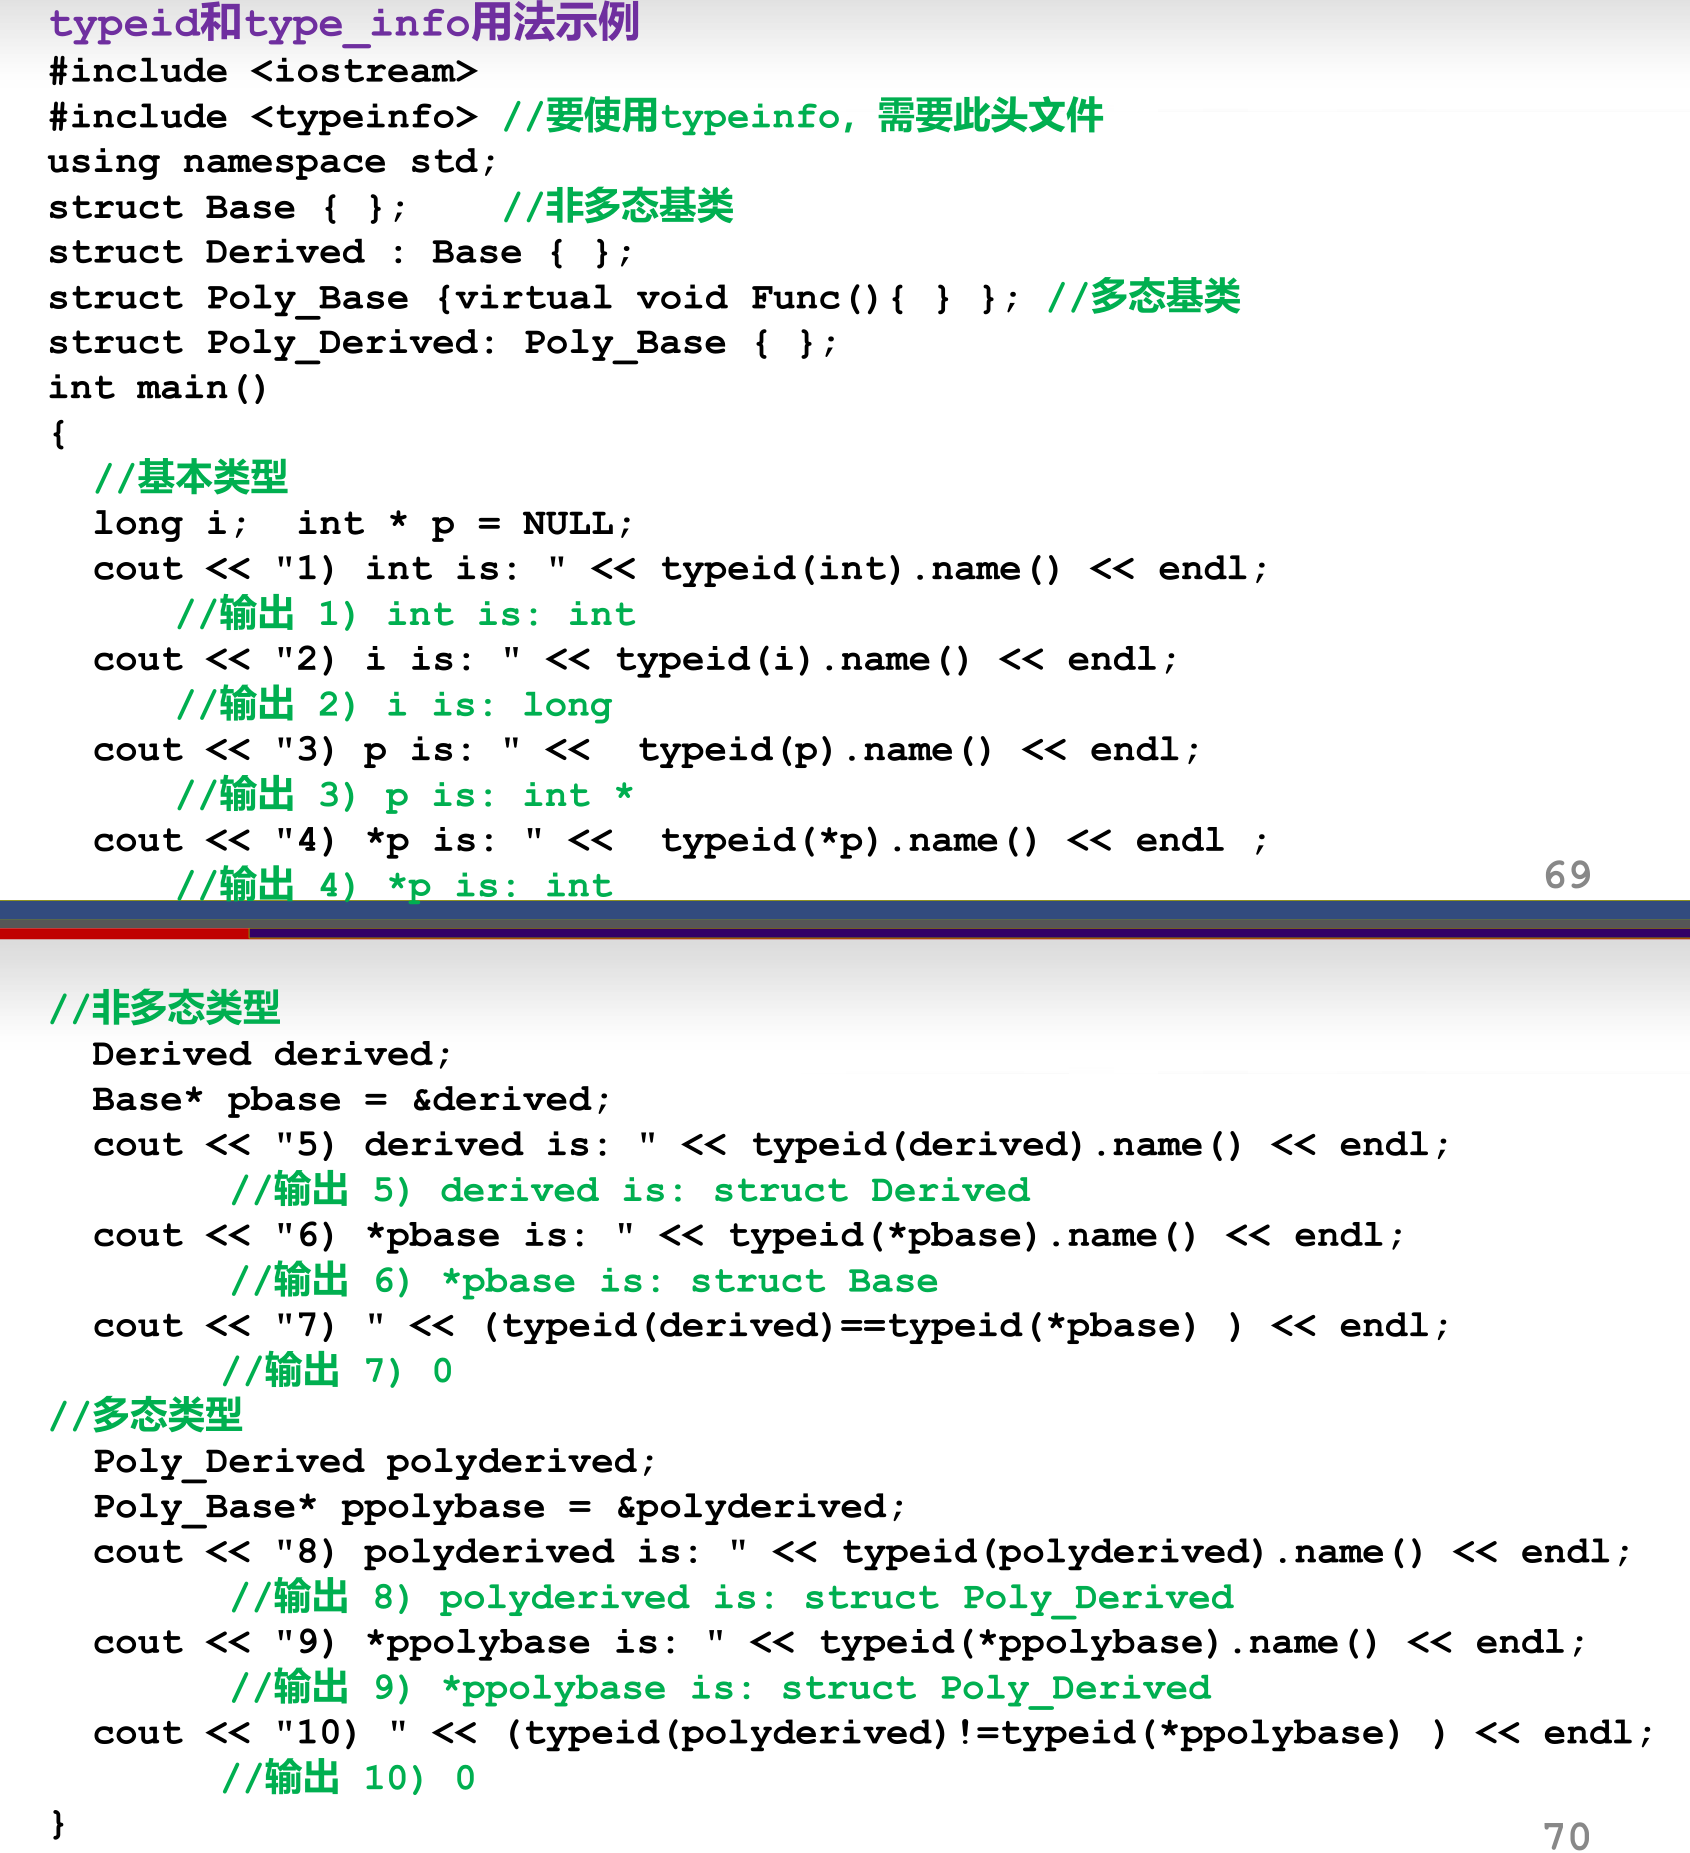 typeid和type_info用法示例
#include <iostream>
#include <typeinfo> //要使用typeinfo，需要此头文件
using namespace std;
struct Base { };    //非多态基类
struct Derived : Base { };
struct Poly_Base {virtual void Func(){ } }; //多态基类
struct Poly_Derived: Poly_Base { };
int main()
{
  //基本类型
  long i;  int * p = NULL;
  cout << "1) int is: " << typeid(int).name() << endl;
      //输出 1) int is: int
  cout << "2) i is: " << typeid(i).name() << endl;
      //输出 2) i is: long
  cout << "3) p is: " <<  typeid(p).name() << endl;
      //输出 3) p is: int *
  cout << "4) *p is: " <<  typeid(*p).name() << endl ;
      //输出 4) *p is: int
69
//非多态类型
  Derived derived;
  Base* pbase = &derived;
  cout << "5) derived is: " << typeid(derived).name() << endl;
        //输出 5) derived is: struct Derived
  cout << "6) *pbase is: " << typeid(*pbase).name() << endl;
        //输出 6) *pbase is: struct Base
  cout << "7) " << (typeid(derived)==typeid(*pbase) ) << endl;
        //输出 7) 0
//多态类型
  Poly_Derived polyderived;
  Poly_Base* ppolybase = &polyderived;
  cout << "8) polyderived is: " << typeid(polyderived).name() << endl;
        //输出 8) polyderived is: struct Poly_Derived
  cout << "9) *ppolybase is: " << typeid(*ppolybase).name() << endl;
        //输出 9) *ppolybase is: struct Poly_Derived
  cout << "10) " << (typeid(polyderived)!=typeid(*ppolybase) ) << endl;
        //输出 10) 0
}
70